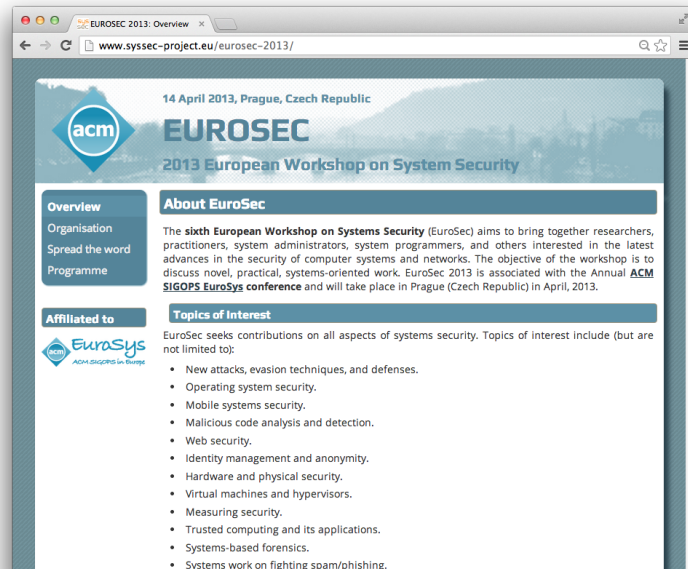 EUROSEC 2013: Overview
www.syssec-project.eu/eurosec-2013/
acm
14 April 2013, Prague, Czech Republic
EUROSEC
2013 European Workshop on System Security
Overview
Organisation
Spread the word
Programme
Affiliated to
acm
EuroSys
ACM SIGOPS in Europe
About EuroSec
The sixth European Workshop on Systems Security (EuroSec) aims to bring together researchers,
practitioners, system administrators, system programmers, and others interested in the latest
advances in the security of computer systems and networks. The objective of the workshop is to
discuss novel, practical, systems-oriented work. EuroSec 2013 is associated with the Annual ACM
SIGOPS EuroSys conference and will take place in Prague (Czech Republic) in April, 2013.
Topics of Interest
EuroSec seeks contributions on all aspects of systems security. Topics of interest include (but are
not limited to):
• New attacks, evasion techniques, and defenses.
• Operating system security.
• Mobile systems security.
• Malicious code analysis and detection.
• Web security.
• Identity management and anonymity.
• Hardware and physical security.
• Virtual machines and hypervisors.
• Measuring security.
• Trusted computing and its applications.
• Systems-based forensics.
• Systems work on fighting spam/phishing.